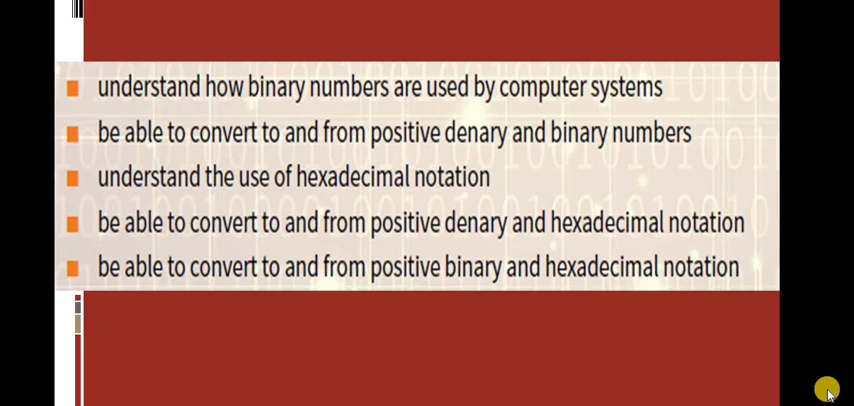 understand how binary numbers are used by computer systems
be able to convert to and from positive denary and binary numbers
understand the use of hexadecimal notation
be able to convert to and from positive denary and hexadecimal notation
be able to convert to and from positive binary and hexadecimal notation